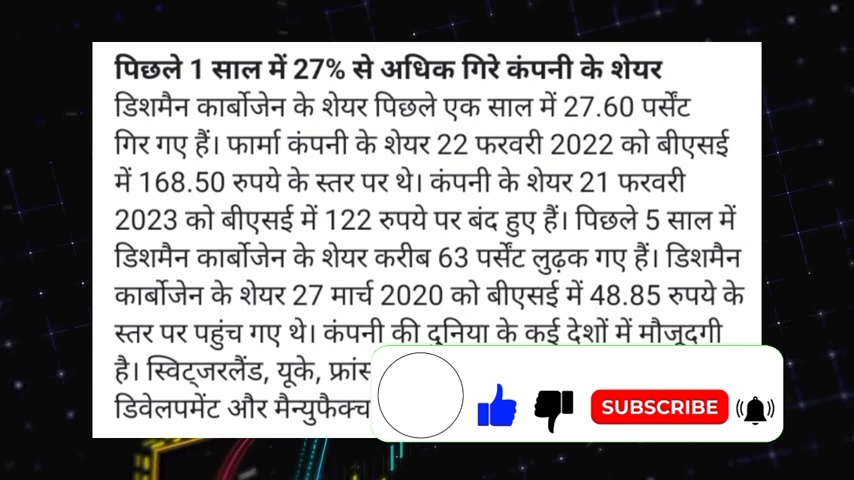 पिछले 1 साल में 27% से अधिक गिरे कंपनी के शेयर
डिशमैन कार्बोजेन के शेयर पिछले एक साल में 27.60 पर्सेंट
गिर गए हैं। फार्मा कंपनी के शेयर 22 फरवरी 2022 को बीएसई
में 168.50 रुपये के स्तर पर थे। कंपनी के शेयर 21 फरवरी
2023 को बीएसई में 122 रुपये पर बंद हुए हैं। पिछले 5 साल में
डिशमैन कार्बोजेन के शेयर करीब 63 पर्सेंट लुढ़क गए हैं। डिशमैन
कार्बोजेन के शेयर 27 मार्च 2020 को बीएसई में 48.85 रुपये के
स्तर पर पहुंच गए थे। कंपनी की दुनिया के कई देशों में मौजूदगी
है। स्विट्जरलैंड, यूके, फ्रांस
डिवेलपमेंट और
SUBSCRIBE